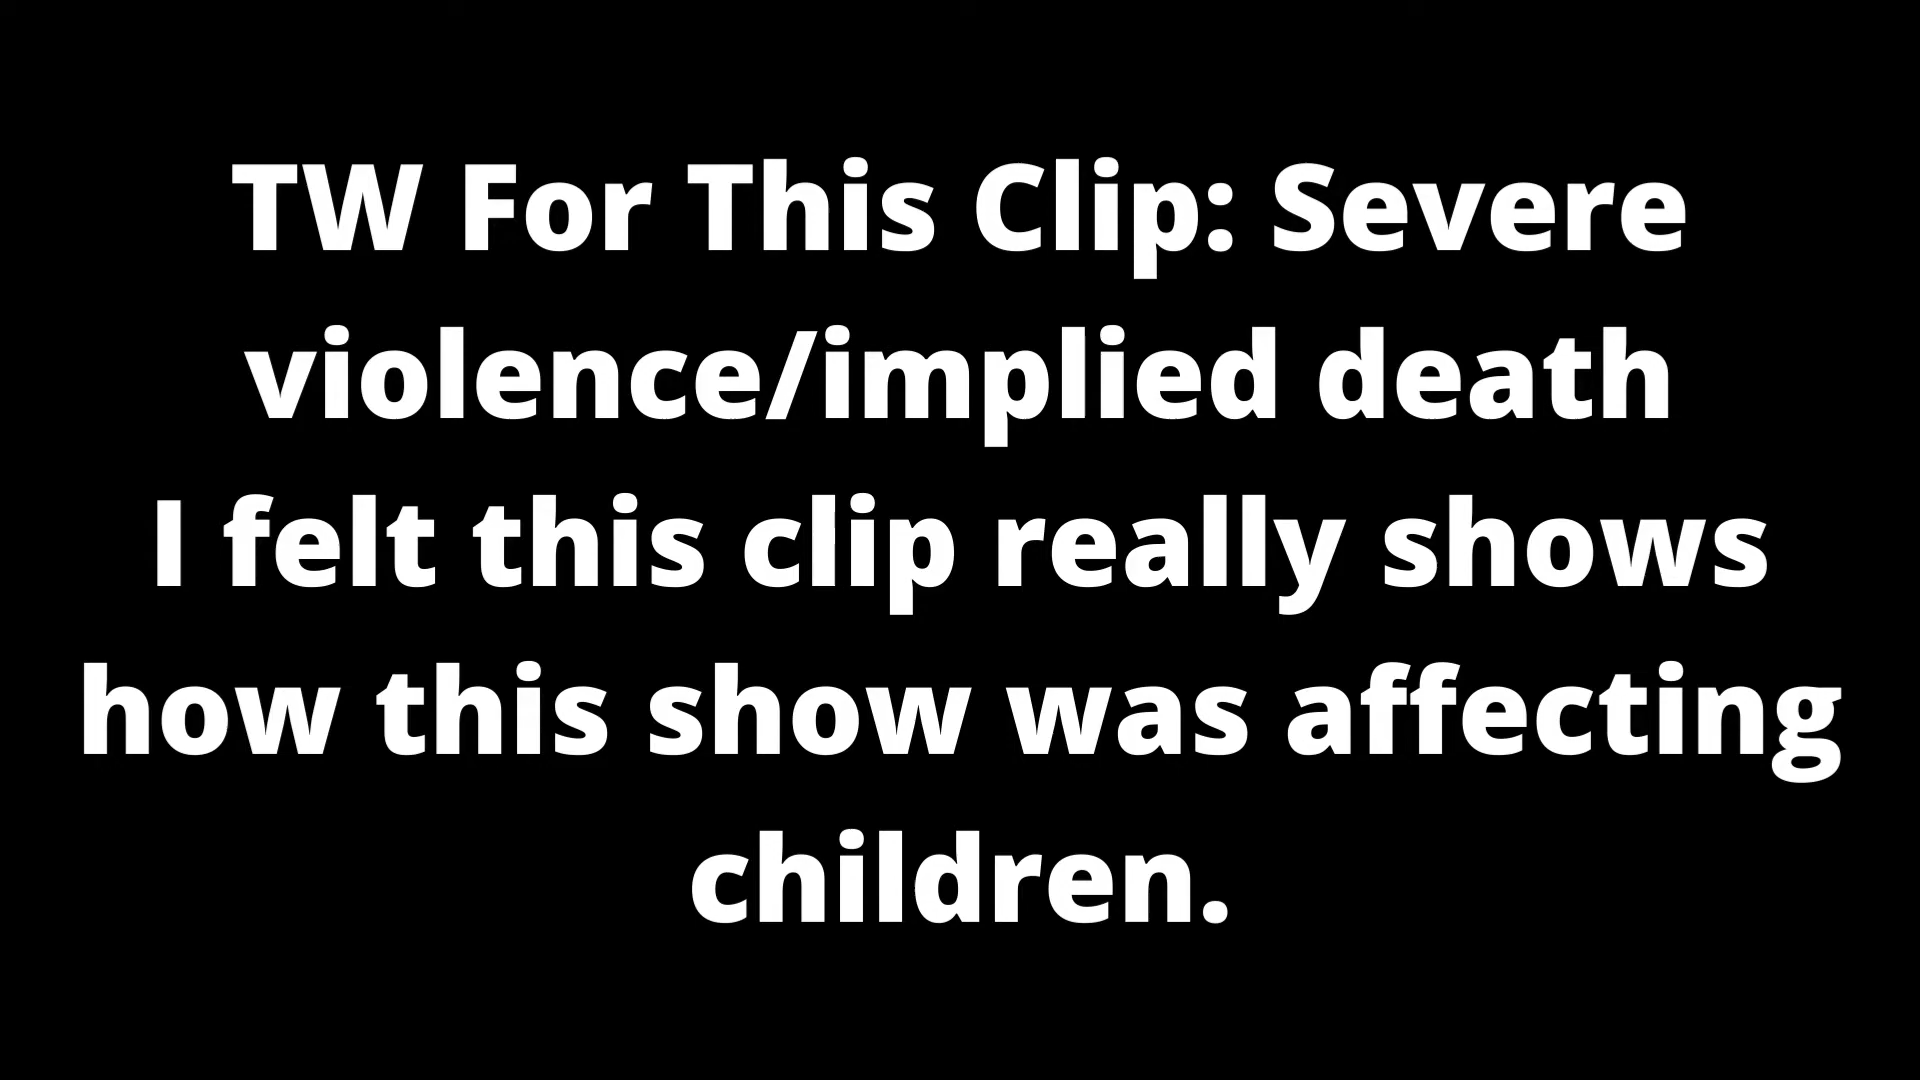 TW For This Clip: Severe
violence/implied death
I felt this clip really shows
how this show was affecting
children.